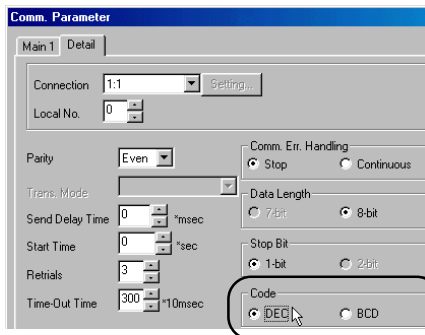 Comm. Parameter
Main 1 Detail
Connection 1:1 Setting...
Local No. 0
Parity Even
Trans. Mode
Send Delay Time 0 *msec
Start Time 0 *sec
Retrials 3
Time-Out Time 300 *10msec
Comm. Err. Handling
Stop Continuous
Data Length
7-bit 8-bit
Stop Bit
1-bit 2-bit
Code
DEC BCD